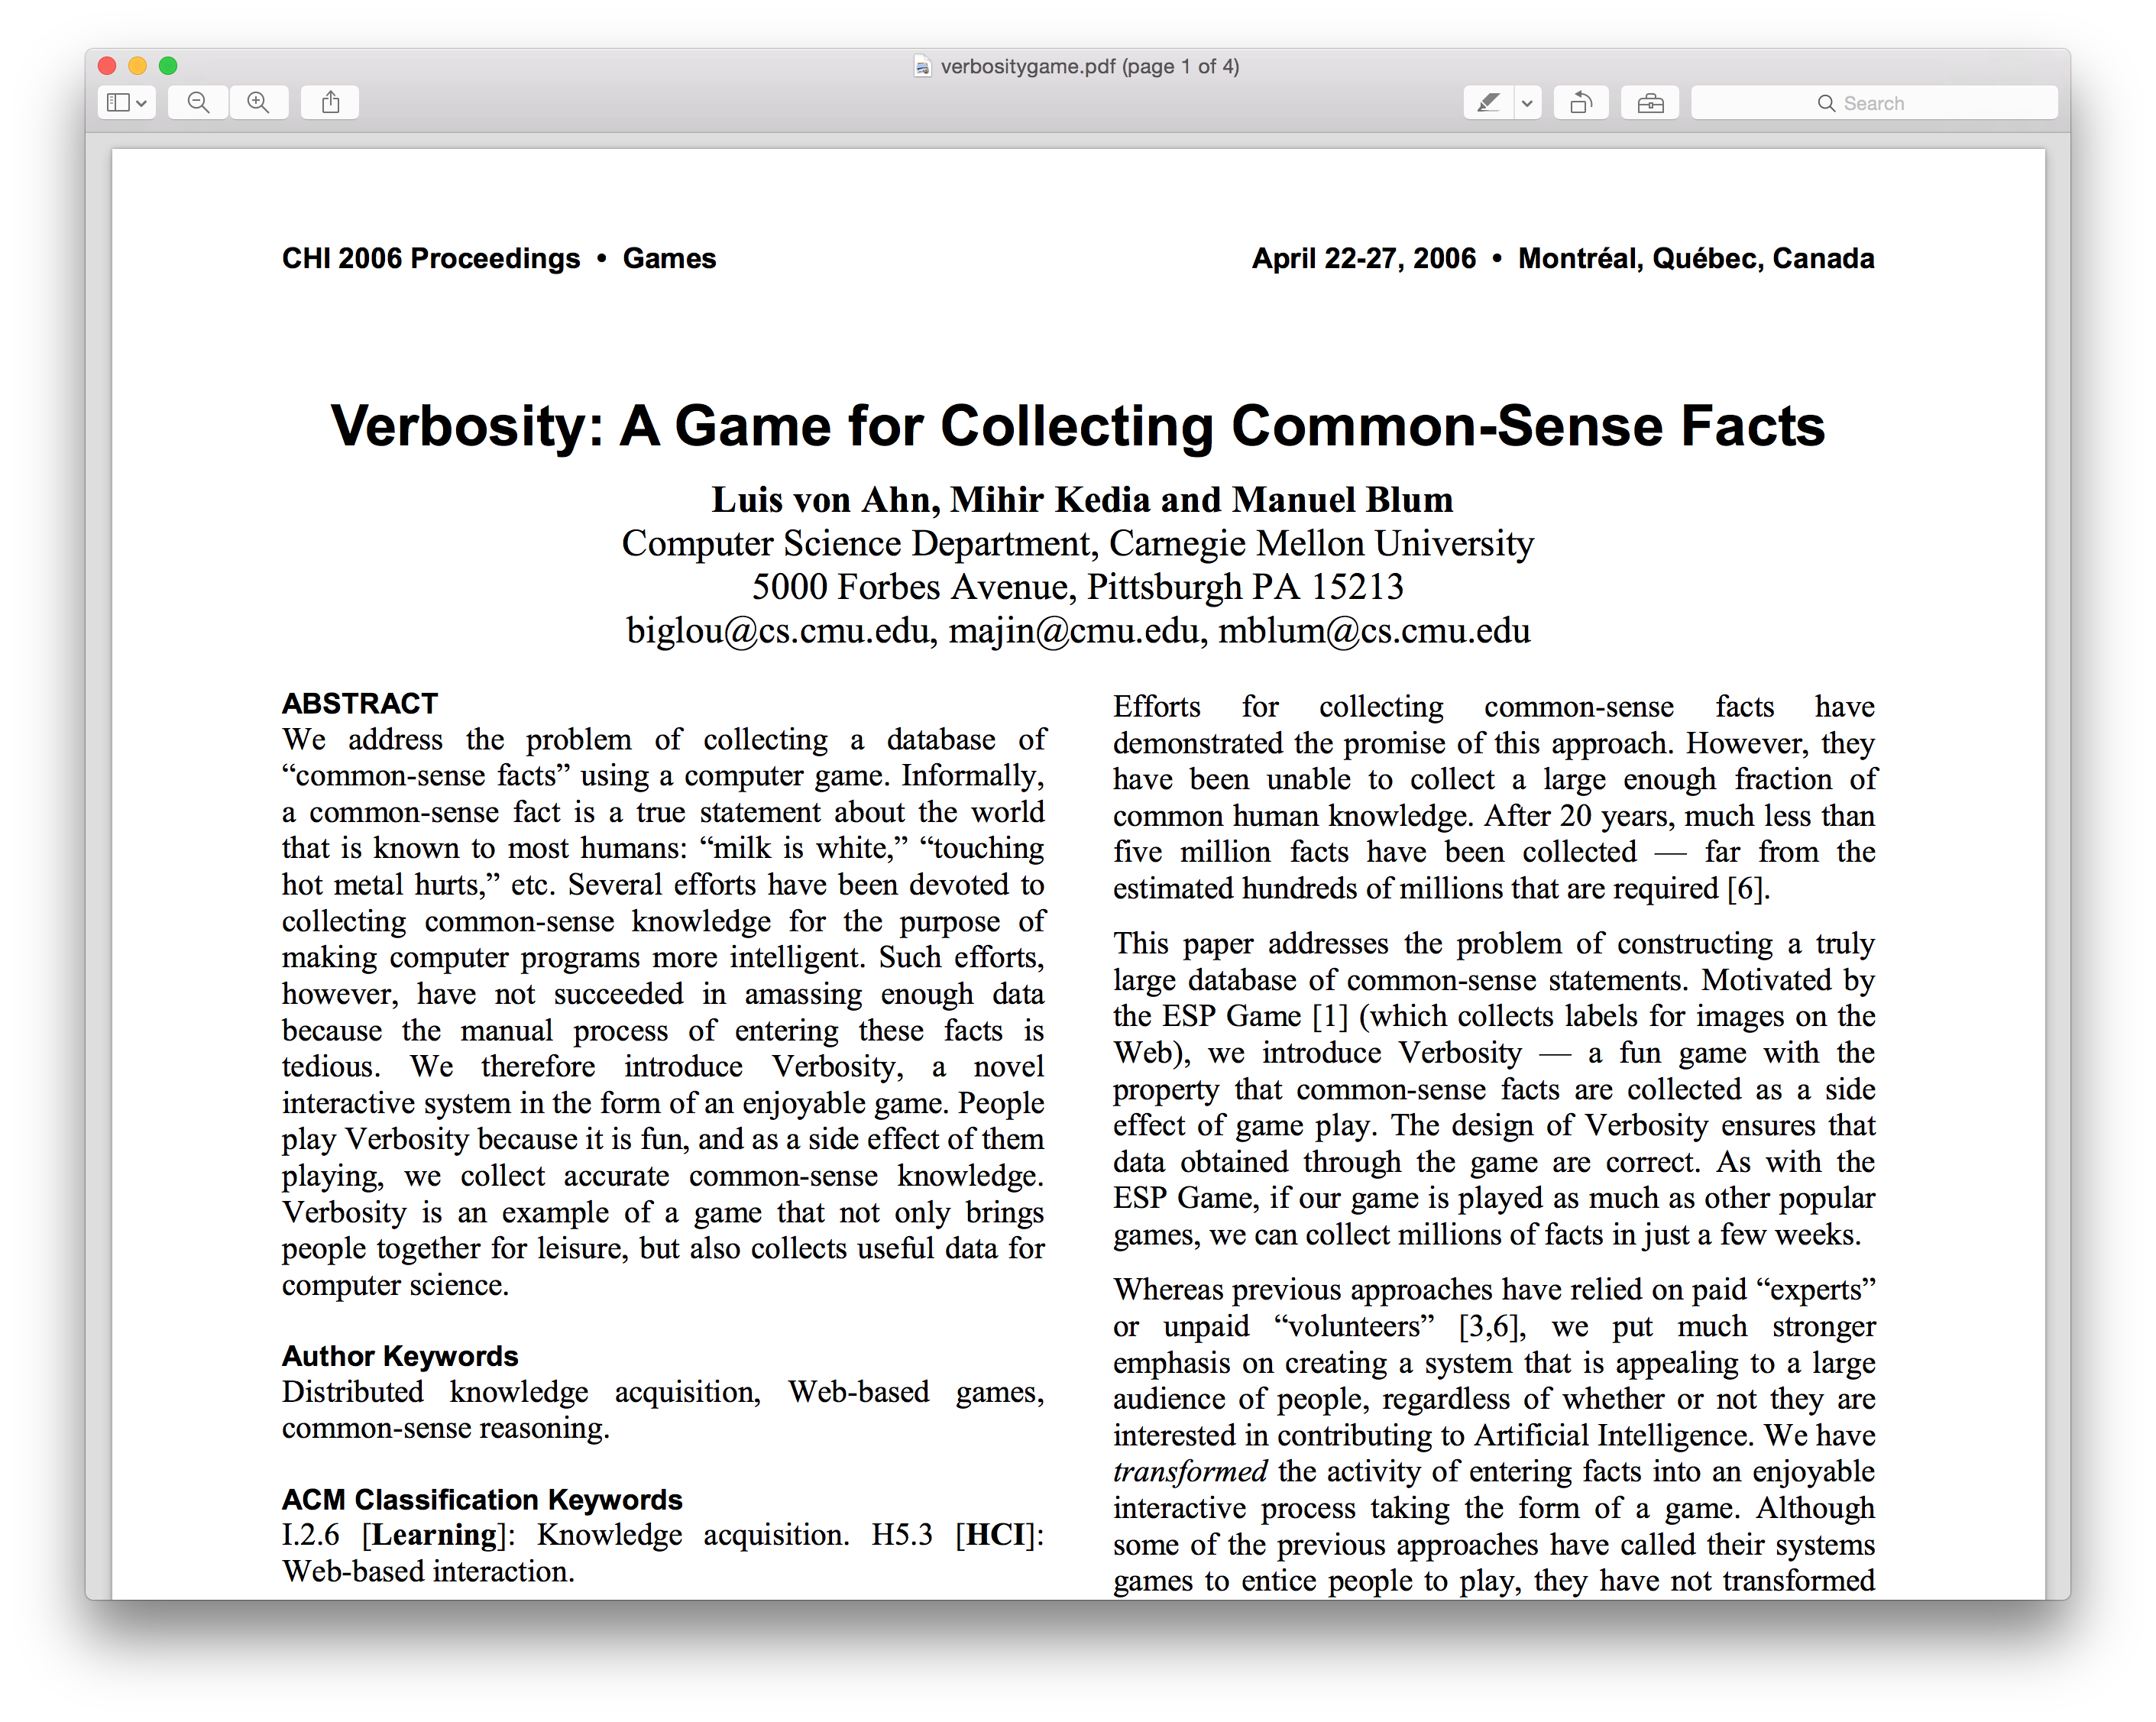 verbositygame.pdf (page 1 of 4)
Search
CHI 2006 Proceedings • Games
April 22-27, 2006 • Montréal, Québec, Canada
Verbosity: A Game for Collecting Common-Sense Facts
Luis von Ahn, Mihir Kedia and Manuel Blum
Computer Science Department, Carnegie Mellon University
5000 Forbes Avenue, Pittsburgh PA 15213
biglou@cs.cmu.edu, majin@cmu.edu, mblum@cs.cmu.edu
ABSTRACT
We address the problem of collecting a database of
“common-sense facts” using a computer game. Informally,
a common-sense fact is a true statement about the world
that is known to most humans: “milk is white,” “touching
hot metal hurts,” etc. Several efforts have been devoted to
collecting common-sense knowledge for the purpose of
making computer programs more intelligent. Such efforts,
however, have not succeeded in amassing enough data
because the manual process of entering these facts is
tedious. We therefore introduce Verbosity, a novel
interactive system in the form of an enjoyable game. People
play Verbosity because it is fun, and as a side effect of them
playing, we collect accurate common-sense knowledge.
Verbosity is an example of a game that not only brings
people together for leisure, but also collects useful data for
computer science.
Author Keywords
Distributed knowledge acquisition, Web-based games,
common-sense reasoning.
ACM Classification Keywords
I.2.6 [Learning]: Knowledge acquisition. H5.3 [HCI]:
Web-based interaction.
Efforts for collecting common-sense facts have
demonstrated the promise of this approach. However, they
have been unable to collect a large enough fraction of
common human knowledge. After 20 years, much less than
five million facts have been collected — far from the
estimated hundreds of millions that are required [6].
This paper addresses the problem of constructing a truly
large database of common-sense statements. Motivated by
the ESP Game [1] (which collects labels for images on the
Web), we introduce Verbosity — a fun game with the
property that common-sense facts are collected as a side
effect of game play. The design of Verbosity ensures that
data obtained through the game are correct. As with the
ESP Game, if our game is played as much as other popular
games, we can collect millions of facts in just a few weeks.
Whereas previous approaches have relied on paid “experts”
or unpaid “volunteers” [3,6], we put much stronger
emphasis on creating a system that is appealing to a large
audience of people, regardless of whether or not they are
interested in contributing to Artificial Intelligence. We have
transformed the activity of entering facts into an enjoyable
interactive process taking the form of a game. Although
some of the previous approaches have called their systems
games to entice people to play, they have not transformed